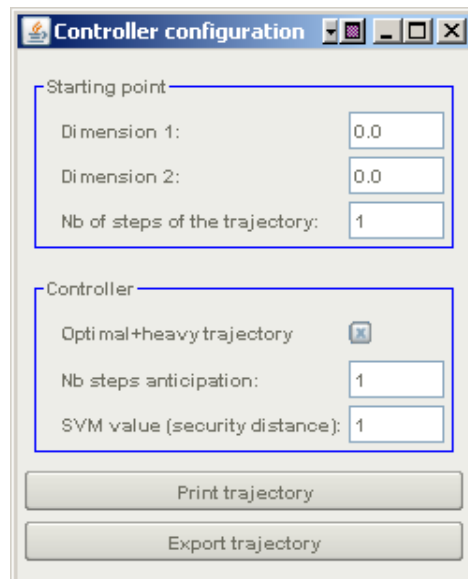 Controller configuration
Starting point
Dimension 1: 0.0
Dimension 2: 0.0
Nb of steps of the trajectory: 1
Controller
Optimal+heavy trajectory
Nb steps anticipation: 1
SVM value (security distance): 1
Print trajectory
Export trajectory